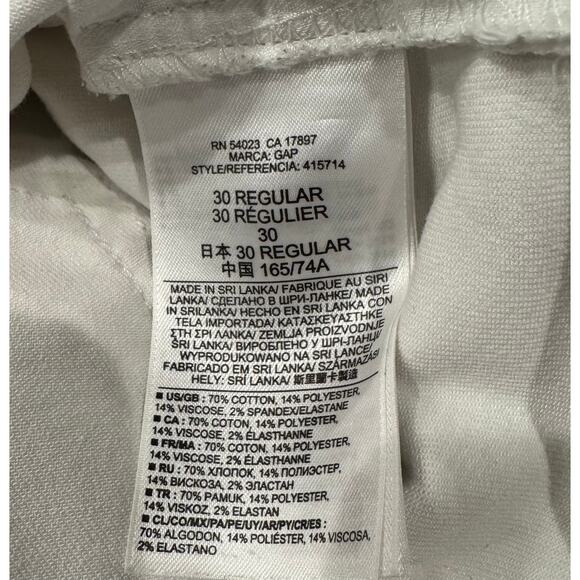 RN 54023 CA 17897
MARCA: GAP
STYLE/REFERENCIA: 415714
30 REGULAR
30 RÉGULIER
30
日本 30 REGULAR
中国 165/74A
MADE IN SRI LANKA/ FABRIQUE AU SIRI
LANKA/ СДЕЛАНО В ШРИ-ЛАНКЕ/ MADE
IN SRILANKA/ HECHO EN SRI LANKA CON
TELA IMPORTADA/ ΚΑΤΑΣΚΕΥΑΣΤΗΚΕ
ΣΤΗ ΣΡΙ ΛΑΝΚΑ/ ZEMLJA PROIZVODNJE
ŠRI LANKA/ ВИРОБЛЕНО У ШРІ-ЛАНЦІ/
WYPRODUKOWANO NA SRI LANCE/
FABRICADO EM SRI LANKA/ SZÁRMAZÁSI
HELY: SRÍ LANKA/ 斯里蘭卡製造
■ US/GB : 70% COTTON, 14% POLYESTER,
14% VISCOSE, 2% SPANDEX/ELASTANE
■ CA : 70% COTON, 14% POLYESTER,
14% VISCOSE, 2% ÉLASTHANNE
■ FR/MA : 70% COTON, 14% POLYESTER,
14% VISCOSE, 2% ÉLASTHANNE
■ RU : 70% ХЛОПОК, 14% ПОЛИЭСТЕР,
14% ВИСКОЗА, 2% ЭЛАСТАН
■ TR : 70% PAMUK, 14% POLYESTER,
14% VISKOZ, 2% ELASTAN
■ CL/CO/MX/PA/PE/UY/AR/PY/CR/ES :
70% ALGODON, 14% POLIÉSTER, 14% VISCOSA,
2% ELASTANO